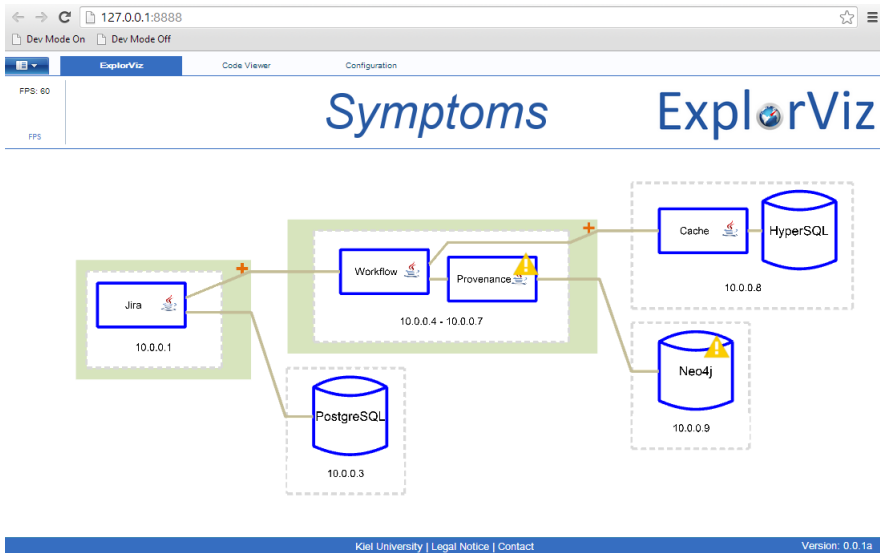 127.0.0.1:8888
Dev Mode On Dev Mode Off
ExplorViz Code Viewer Configuration
FPS: 60
FPS
Symptoms
ExplorViz
Cache
HyperSQL
10.0.0.8
Workflow
Provenance
10.0.0.4 - 10.0.0.7
Jira
10.0.0.1
Neo4j
10.0.0.9
PostgreSQL
10.0.0.3
Kiel University | Legal Notice | Contact
Version: 0.0.1a